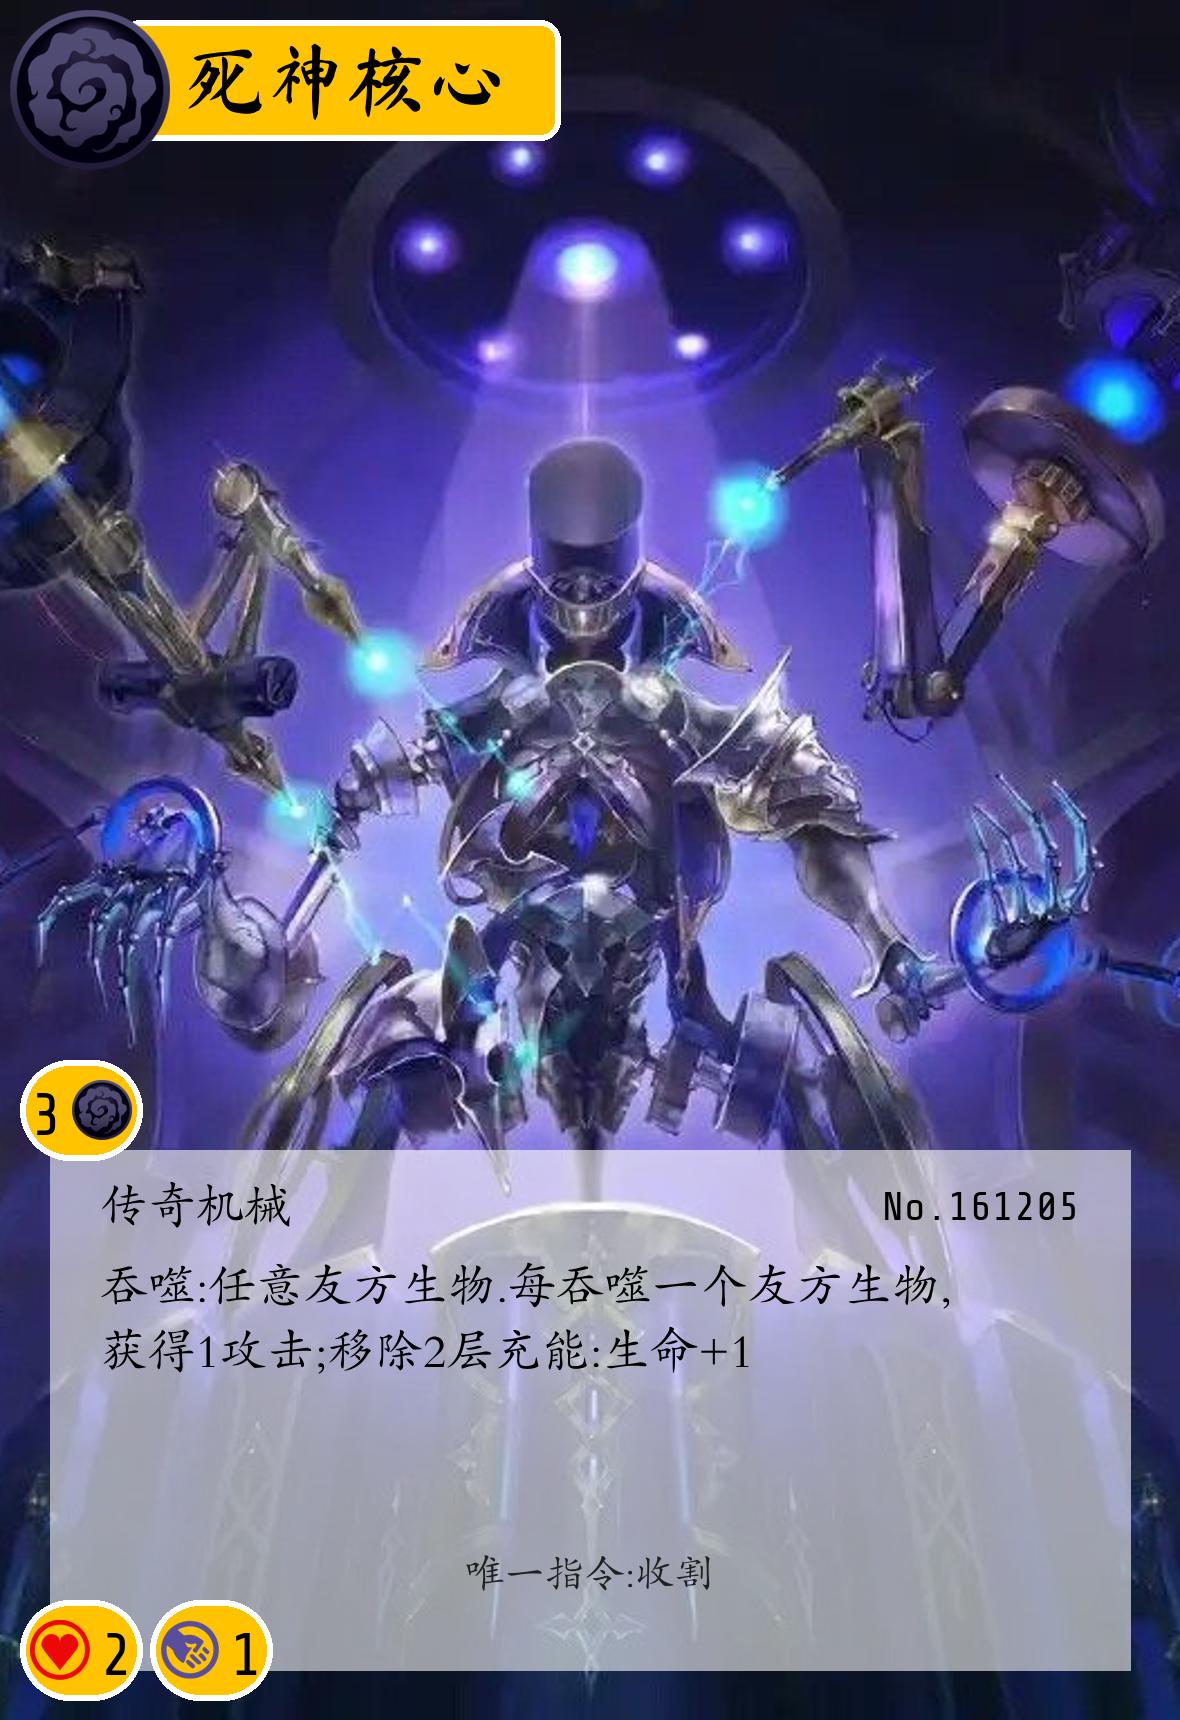 死神核心
3
传奇机械
No.161205
吞噬:任意友方生物.每吞噬一个友方生物,
获得1攻击;移除2层充能:生命+1
唯一指令:收割
2
1